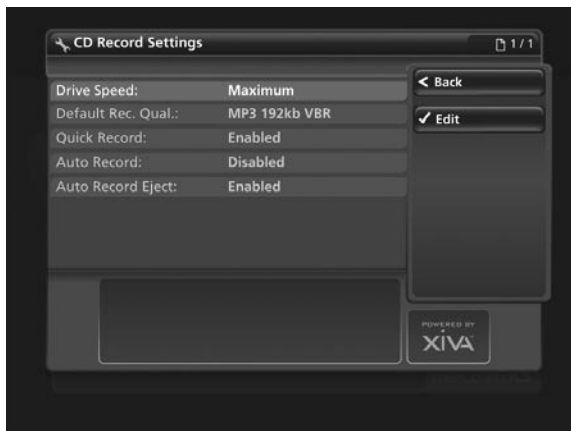 CD Record Settings
1/1
Drive Speed: Maximum
Default Rec. Qual.: MP3 192kb VBR
Quick Record: Enabled
Auto Record: Disabled
Auto Record Eject: Enabled
< Back
✓ Edit
POWERED BY
XiVA